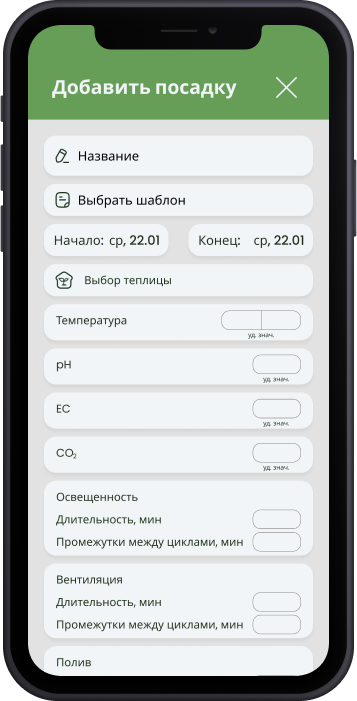 Добавить посадку
Название
Выбрать шаблон
Начало: ср, 22.01
Конец: ср, 22.01
Выбор теплицы
Температура
уд. знач.
pH
уд. знач.
EC
уд. знач.
CO₂
уд. знач.
Освещенность
Длительность, мин
Промежутки между циклами, мин
Вентиляция
Длительность, мин
Промежутки между циклами, мин
Полив